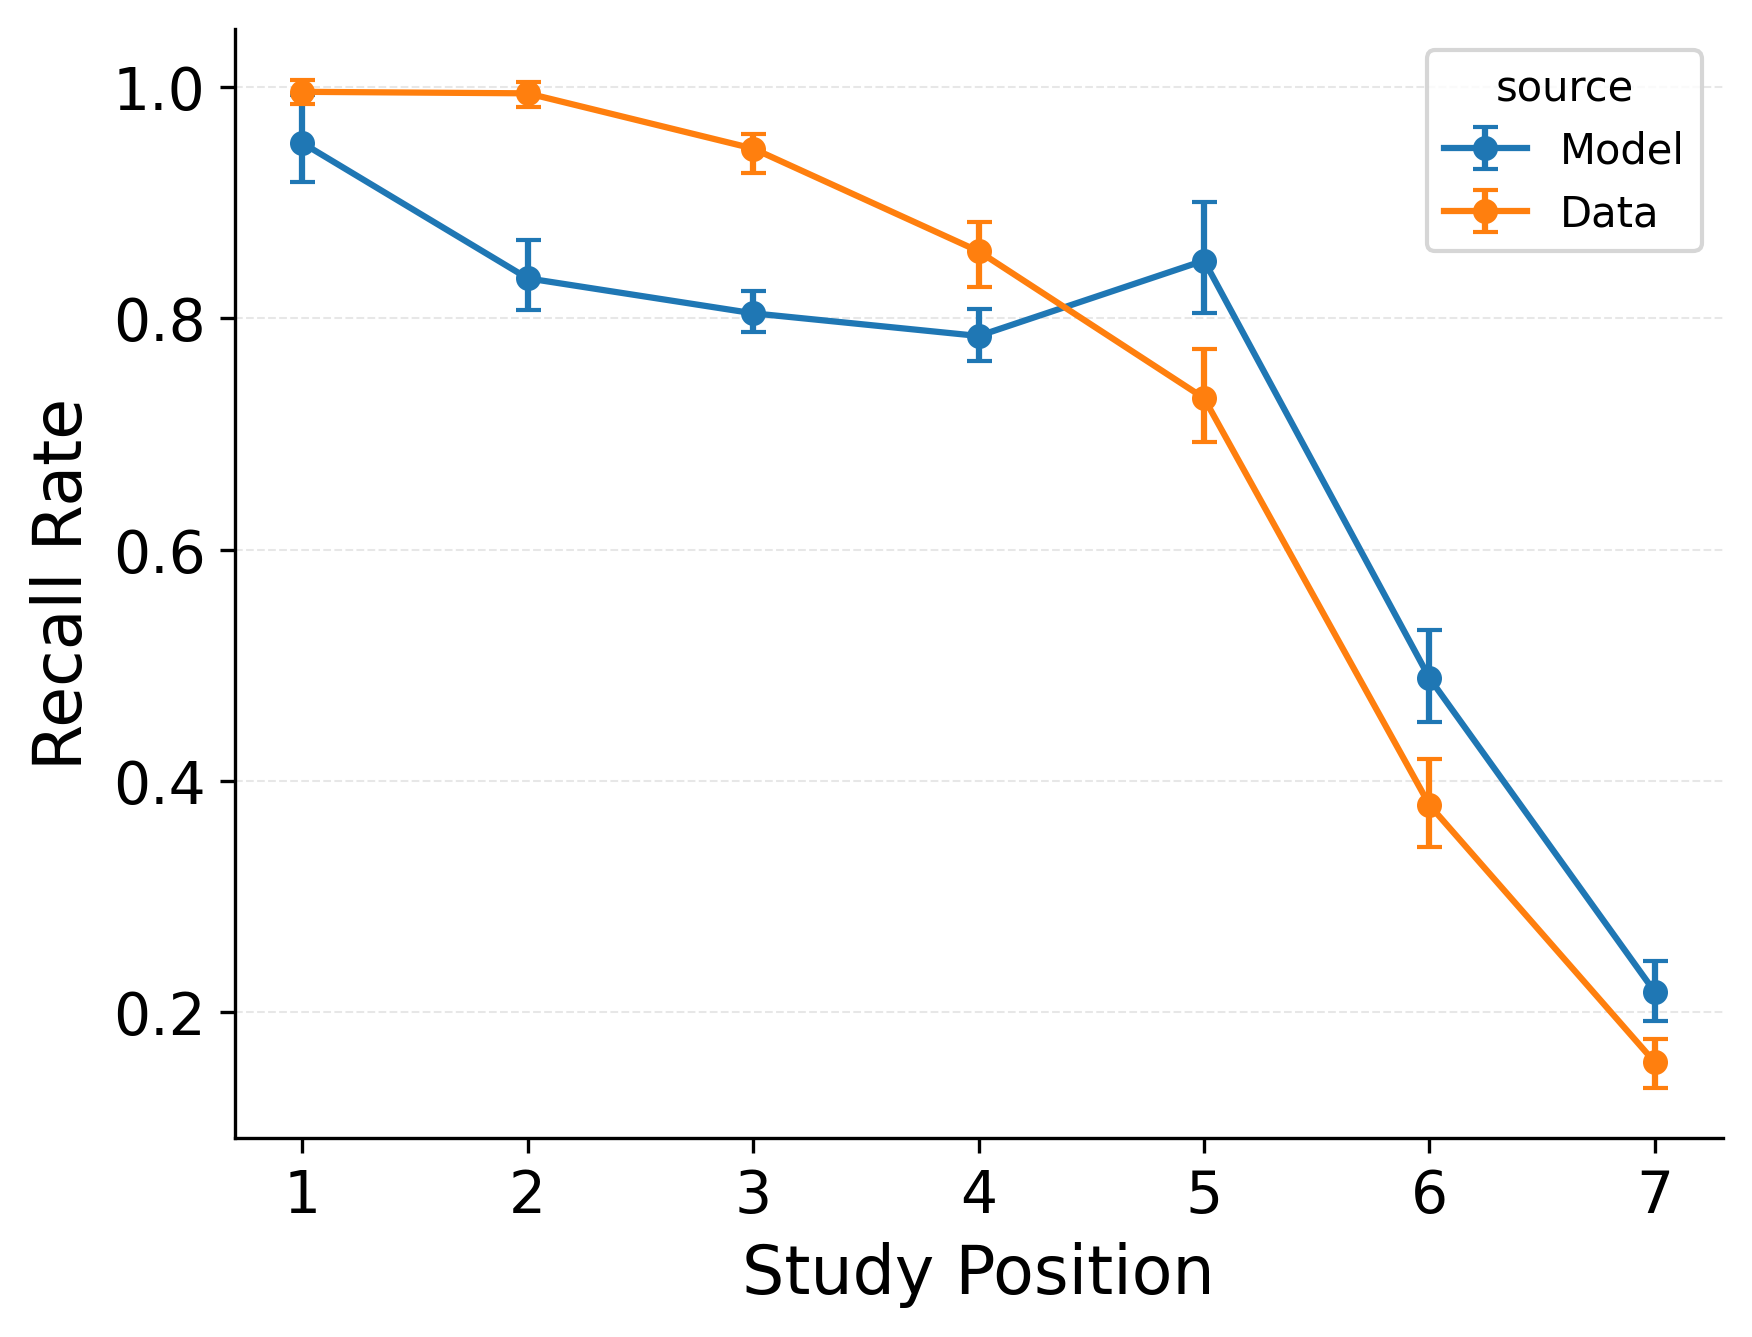 source
Model
Data
1.0
0.8
0.6
0.4
0.2
Recall Rate
1 2 3 4 5 6 7
Study Position